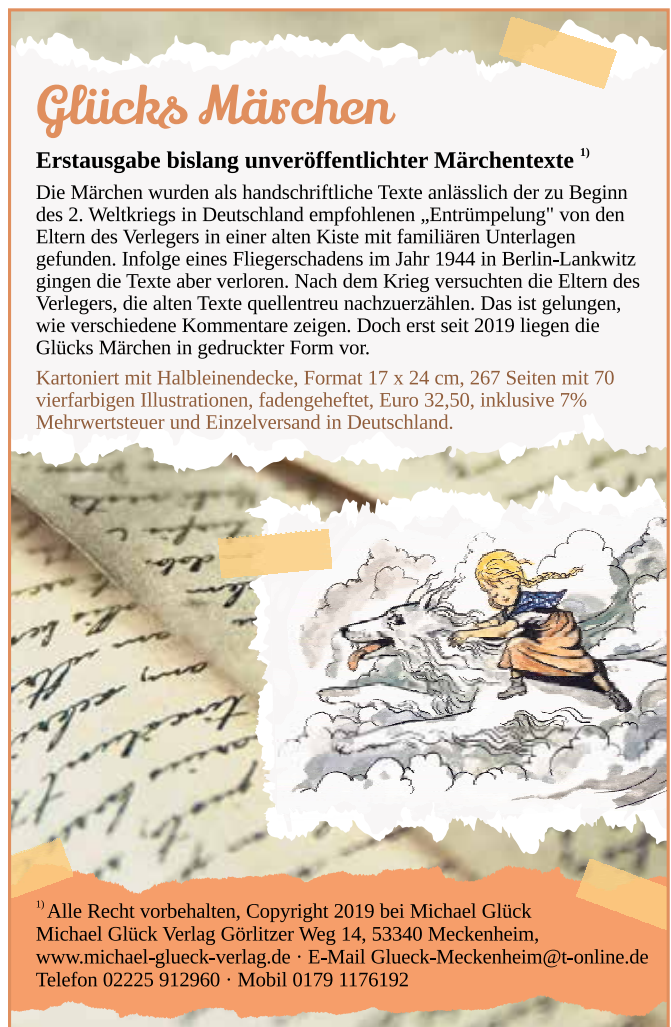 Glücks Märchen
Erstausgabe bislang unveröffentlichter Märchentexte 1)
Die Märchen wurden als handschriftliche Texte anlässlich der zu Beginn
des 2. Weltkriegs in Deutschland empfohlenen „Entrümpelung" von den
Eltern des Verlegers in einer alten Kiste mit familiären Unterlagen
gefunden. Infolge eines Fliegerschadens im Jahr 1944 in Berlin-Lankwitz
gingen die Texte aber verloren. Nach dem Krieg versuchten die Eltern des
Verlegers, die alten Texte quellentreu nachzuerzählen. Das ist gelungen,
wie verschiedene Kommentare zeigen. Doch erst seit 2019 liegen die
Glücks Märchen in gedruckter Form vor.
Kartoniert mit Halbleinendecke, Format 17 x 24 cm, 267 Seiten mit 70
vierfarbigen Illustrationen, fadengeheftet, Euro 32,50, inklusive 7%
Mehrwertsteuer und Einzelversand in Deutschland.
1) Alle Recht vorbehalten, Copyright 2019 bei Michael Glück
Michael Glück Verlag Görlitzer Weg 14, 53340 Meckenheim,
www.michael-glueck-verlag.de · E-Mail Glueck-Meckenheim@t-online.de
Telefon 02225 912960 · Mobil 0179 1176192